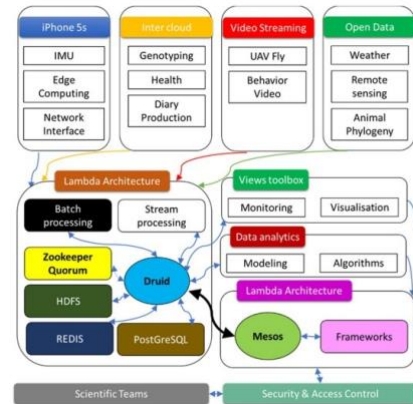 iPhone 5s
Inter cloud
Video Streaming
Open Data
IMU
Edge
Computing
Network
Interface
Genotyping
Health
Diary
Production
UAV Fly
Behavior
Video
Weather
Remote
sensing
Animal
Phylogeny
Lambda Architecture
Batch
processing
Stream
processing
Zookeeper
Quorum
Druid
HDFS
REDIS
PostGreSQL
Views toolbox
Monitoring
Visualisation
Data analytics
Modeling
Algorithms
Lambda Architecture
Mesos
Frameworks
Scientific Teams
Security & Access Control